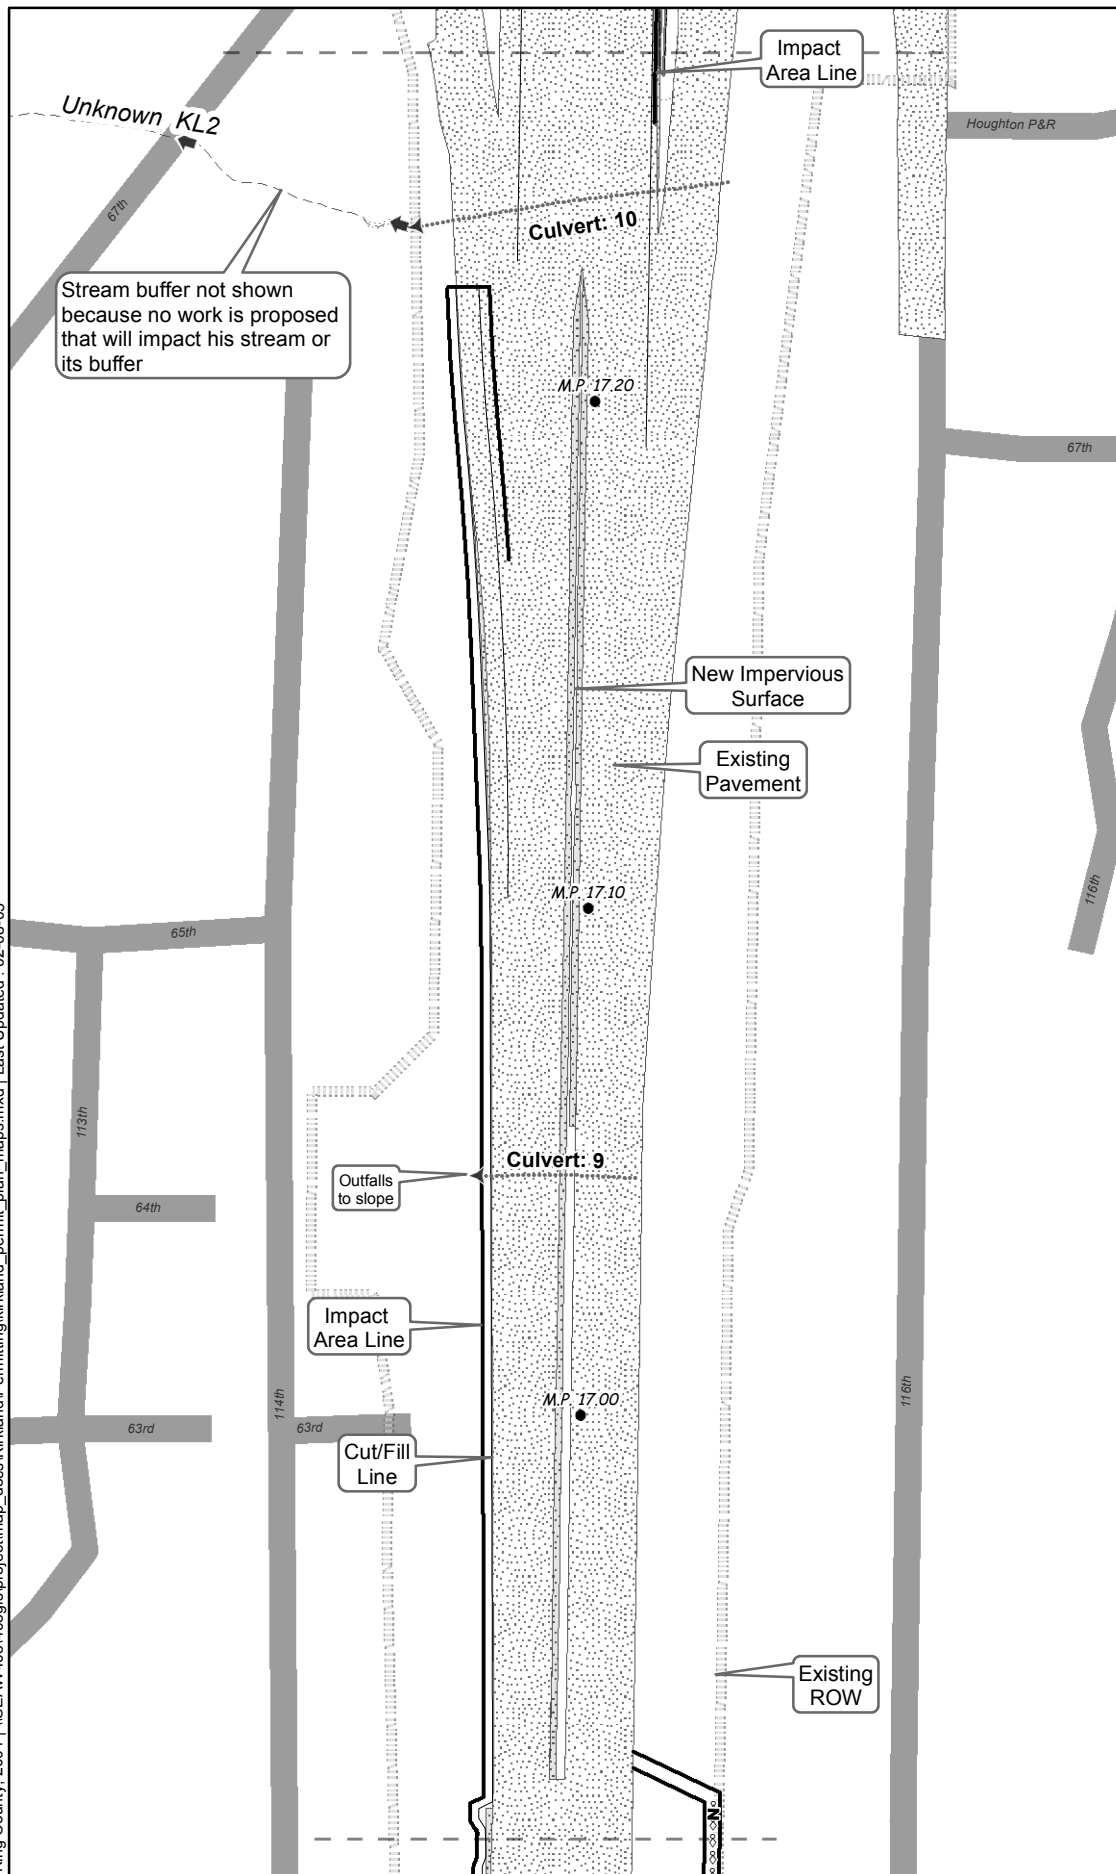 Impact
Area Line
Unknown KL2
Houghton P&R
67th
Culvert: 10
Stream buffer not shown
because no work is proposed
that will impact his stream or
its buffer
M.P. 17.20
67th
New Impervious
Surface
Existing
Pavement
M.P. 17.10
116th
65th
113th
Culvert: 9
Outfalls
to slope
64th
Impact
Area Line
M.P. 17.00
116th
114th
63rd
63rd
Cut/Fill
Line
Existing
ROW
N